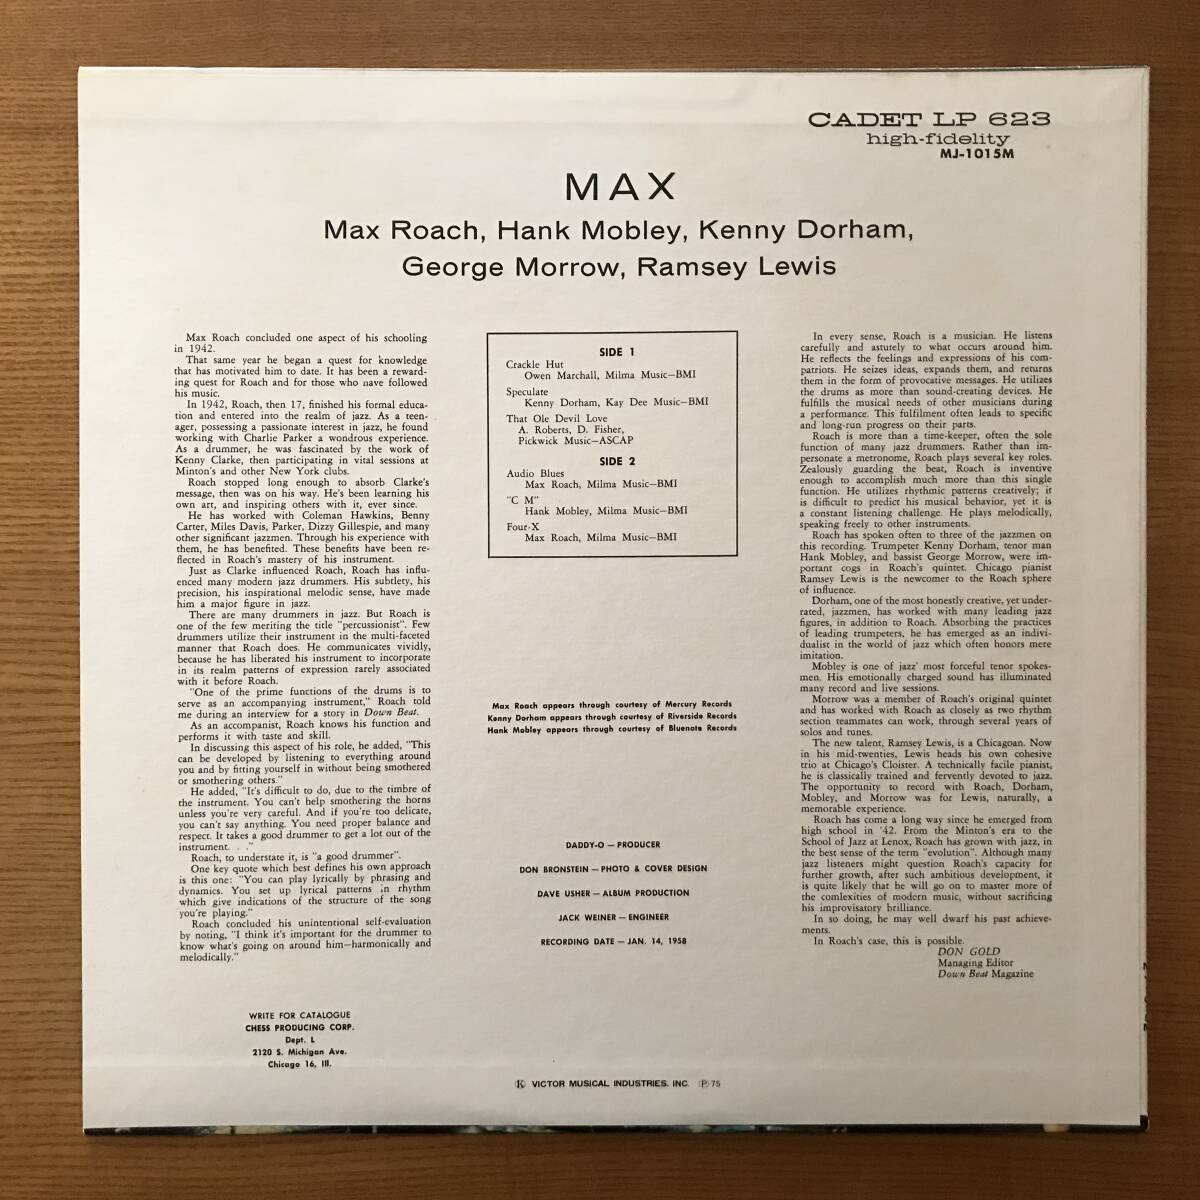 CADET LP 623
high-fidelity
MJ-1015M
MAX
Max Roach, Hank Mobley, Kenny Dorham,
George Morrow, Ramsey Lewis
Max Roach concluded one aspect of his schooling
in 1942.
That same year he began a quest for knowledge
that has motivated him to date. It has been a reward-
ing quest for Roach and for those who have followed
his music.
In 1942, Roach, then 17, finished his formal educa-
tion and entered into the realm of jazz. As a teen-
ager, possessing a passionate interest in jazz, he found
working with Charlie Parker a wondrous experience.
As a drummer, he was fascinated by the work of
Kenny Clarke, then participating in vital sessions at
Minton's and other New York clubs.
Roach stopped long enough to absorb Clarke's
message, then was on his way. He's been learning his
own art, and inspiring others with it, ever since.
He has worked with Coleman Hawkins, Benny
Carter, Miles Davis, Parker, Dizzy Gillespie, and many
other significant jazzmen. Through his experience with
them, he has benefited. These benefits have been re-
flected in Roach's mastery of his instrument.
Just as Clarke influenced Roach, Roach has influ-
enced many modern jazz drummers. His subtlety, his
precision, his inspirational melodic sense, have made
him a major figure in jazz.
There are many drummers in jazz. But Roach is
one of the few meriting the title "percussionist". Few
drummers utilize their instrument in the multi-faceted
manner that Roach does. He communicates vividly,
because he has liberated his instrument to incorporate
in its realm patterns of expression rarely associated
with it before Roach.
"One of the prime functions of the drums is to
serve as an accompanying instrument," Roach told
me during an interview for a story in Down Beat.
As an accompanist, Roach knows his function and
performs it with taste and skill.
In discussing this aspect of his role, he added, "This
can be developed by listening to everything around
you and by fitting yourself in without being smothered
or smothering others."
He added, "It's difficult to do, due to the timbre of
the instrument. You can't help smothering the horns
unless you're very careful. And if you're too delicate,
you can't say anything. You need proper balance and
respect. It takes a good drummer to get a lot out of the
instrument. . ."
Roach, to understate it, is "a good drummer".
One key quote which best defines his own approach
is this one: "You can play lyrically by phrasing and
dynamics. You set up lyrical patterns in rhythm
which give indications of the structure of the song
you're playing."
Roach concluded his unintentional self-evaluation
by noting, "I think it's important for the drummer to
know what's going on around him—harmonically and
melodically."
WRITE FOR CATALOGUE
CHESS PRODUCING CORP.
Dept. L
2120 S. Michigan Ave.
Chicago 16, Ill.
SIDE 1
Crackle Hut
Owen Marchall, Milma Music—BMI
Speculate
Kenny Dorham, Kay Dee Music—BMI
That Ole Devil Love
A. Roberts, D. Fisher,
Pickwick Music—ASCAP
SIDE 2
Audio Blues
Max Roach, Milma Music—BMI
"C M"
Hank Mobley, Milma Music—BMI
Four-X
Max Roach, Milma Music—BMI
Max Roach appears through courtesy of Mercury Records
Kenny Dorham appears through courtesy of Riverside Records
Hank Mobley appears through courtesy of Bluenote Records
DADDY-O — PRODUCER
DON BRONSTEIN — PHOTO & COVER DESIGN
DAVE USHER — ALBUM PRODUCTION
JACK WEINER — ENGINEER
RECORDING DATE — JAN. 14, 1958
Ⓚ VICTOR MUSICAL INDUSTRIES. INC. Ⓟ75
In every sense, Roach is a musician. He listens
carefully and astutely to what occurs around him.
He reflects the feelings and expressions of his com-
patriots. He seizes ideas, expands them, and returns
them in the form of provocative messages. He utilizes
the drums as more than sound-creating devices. He
fulfills the musical needs of other musicians during
a performance. This fulfilment often leads to specific
and long-run progress on their parts.
Roach is more than a time-keeper, often the sole
function of many jazz drummers. Rather than im-
personate a metronome, Roach plays several key roles.
Zealously guarding the beat, Roach is inventive
enough to accomplish much more than this single
function. He utilizes rhythmic patterns creatively; it
is difficult to predict his musical behavior, yet it is
a constant listening challenge. He plays melodically,
speaking freely to other instruments.
Roach has spoken often to three of the jazzmen on
this recording. Trumpeter Kenny Dorham, tenor man
Hank Mobley, and bassist George Morrow, were im-
portant cogs in Roach's quintet. Chicago pianist
Ramsey Lewis is the newcomer to the Roach sphere
of influence.
Dorham, one of the most honestly creative, yet under-
rated, jazzmen, has worked with many leading jazz
figures, in addition to Roach. Absorbing the practices
of leading trumpeters, he has emerged as an indivi-
dualist in the world of jazz which often honors mere
imitation.
Mobley is one of jazz' most forceful tenor spokes-
men. His emotionally charged sound has illuminated
many record and live sessions.
Morrow was a member of Roach's original quintet
and has worked with Roach as closely as two rhythm
section teammates can work, through several years of
solos and tunes.
The new talent, Ramsey Lewis, is a Chicagoan. Now
in his mid-twenties, Lewis heads his own cohesive
trio at Chicago's Cloister. A technically facile pianist,
he is classically trained and fervently devoted to jazz.
The opportunity to record with Roach, Dorham,
Mobley, and Morrow was for Lewis, naturally, a
memorable experience.
Roach has come a long way since he emerged from
high school in '42. From the Minton's era to the
School of Jazz at Lenox, Roach has grown with jazz, in
the best sense of the term "evolution". Although many
jazz listeners might question Roach's capacity for
further growth, after such ambitious development, it
is quite likely that he will go on to master more of
the comlexities of modern music, without sacrificing
his improvisatory brilliance.
In so doing, he may well dwarf his past achieve-
ments.
In Roach's case, this is possible.
DON GOLD
Managing Editor
Down Beat Magazine